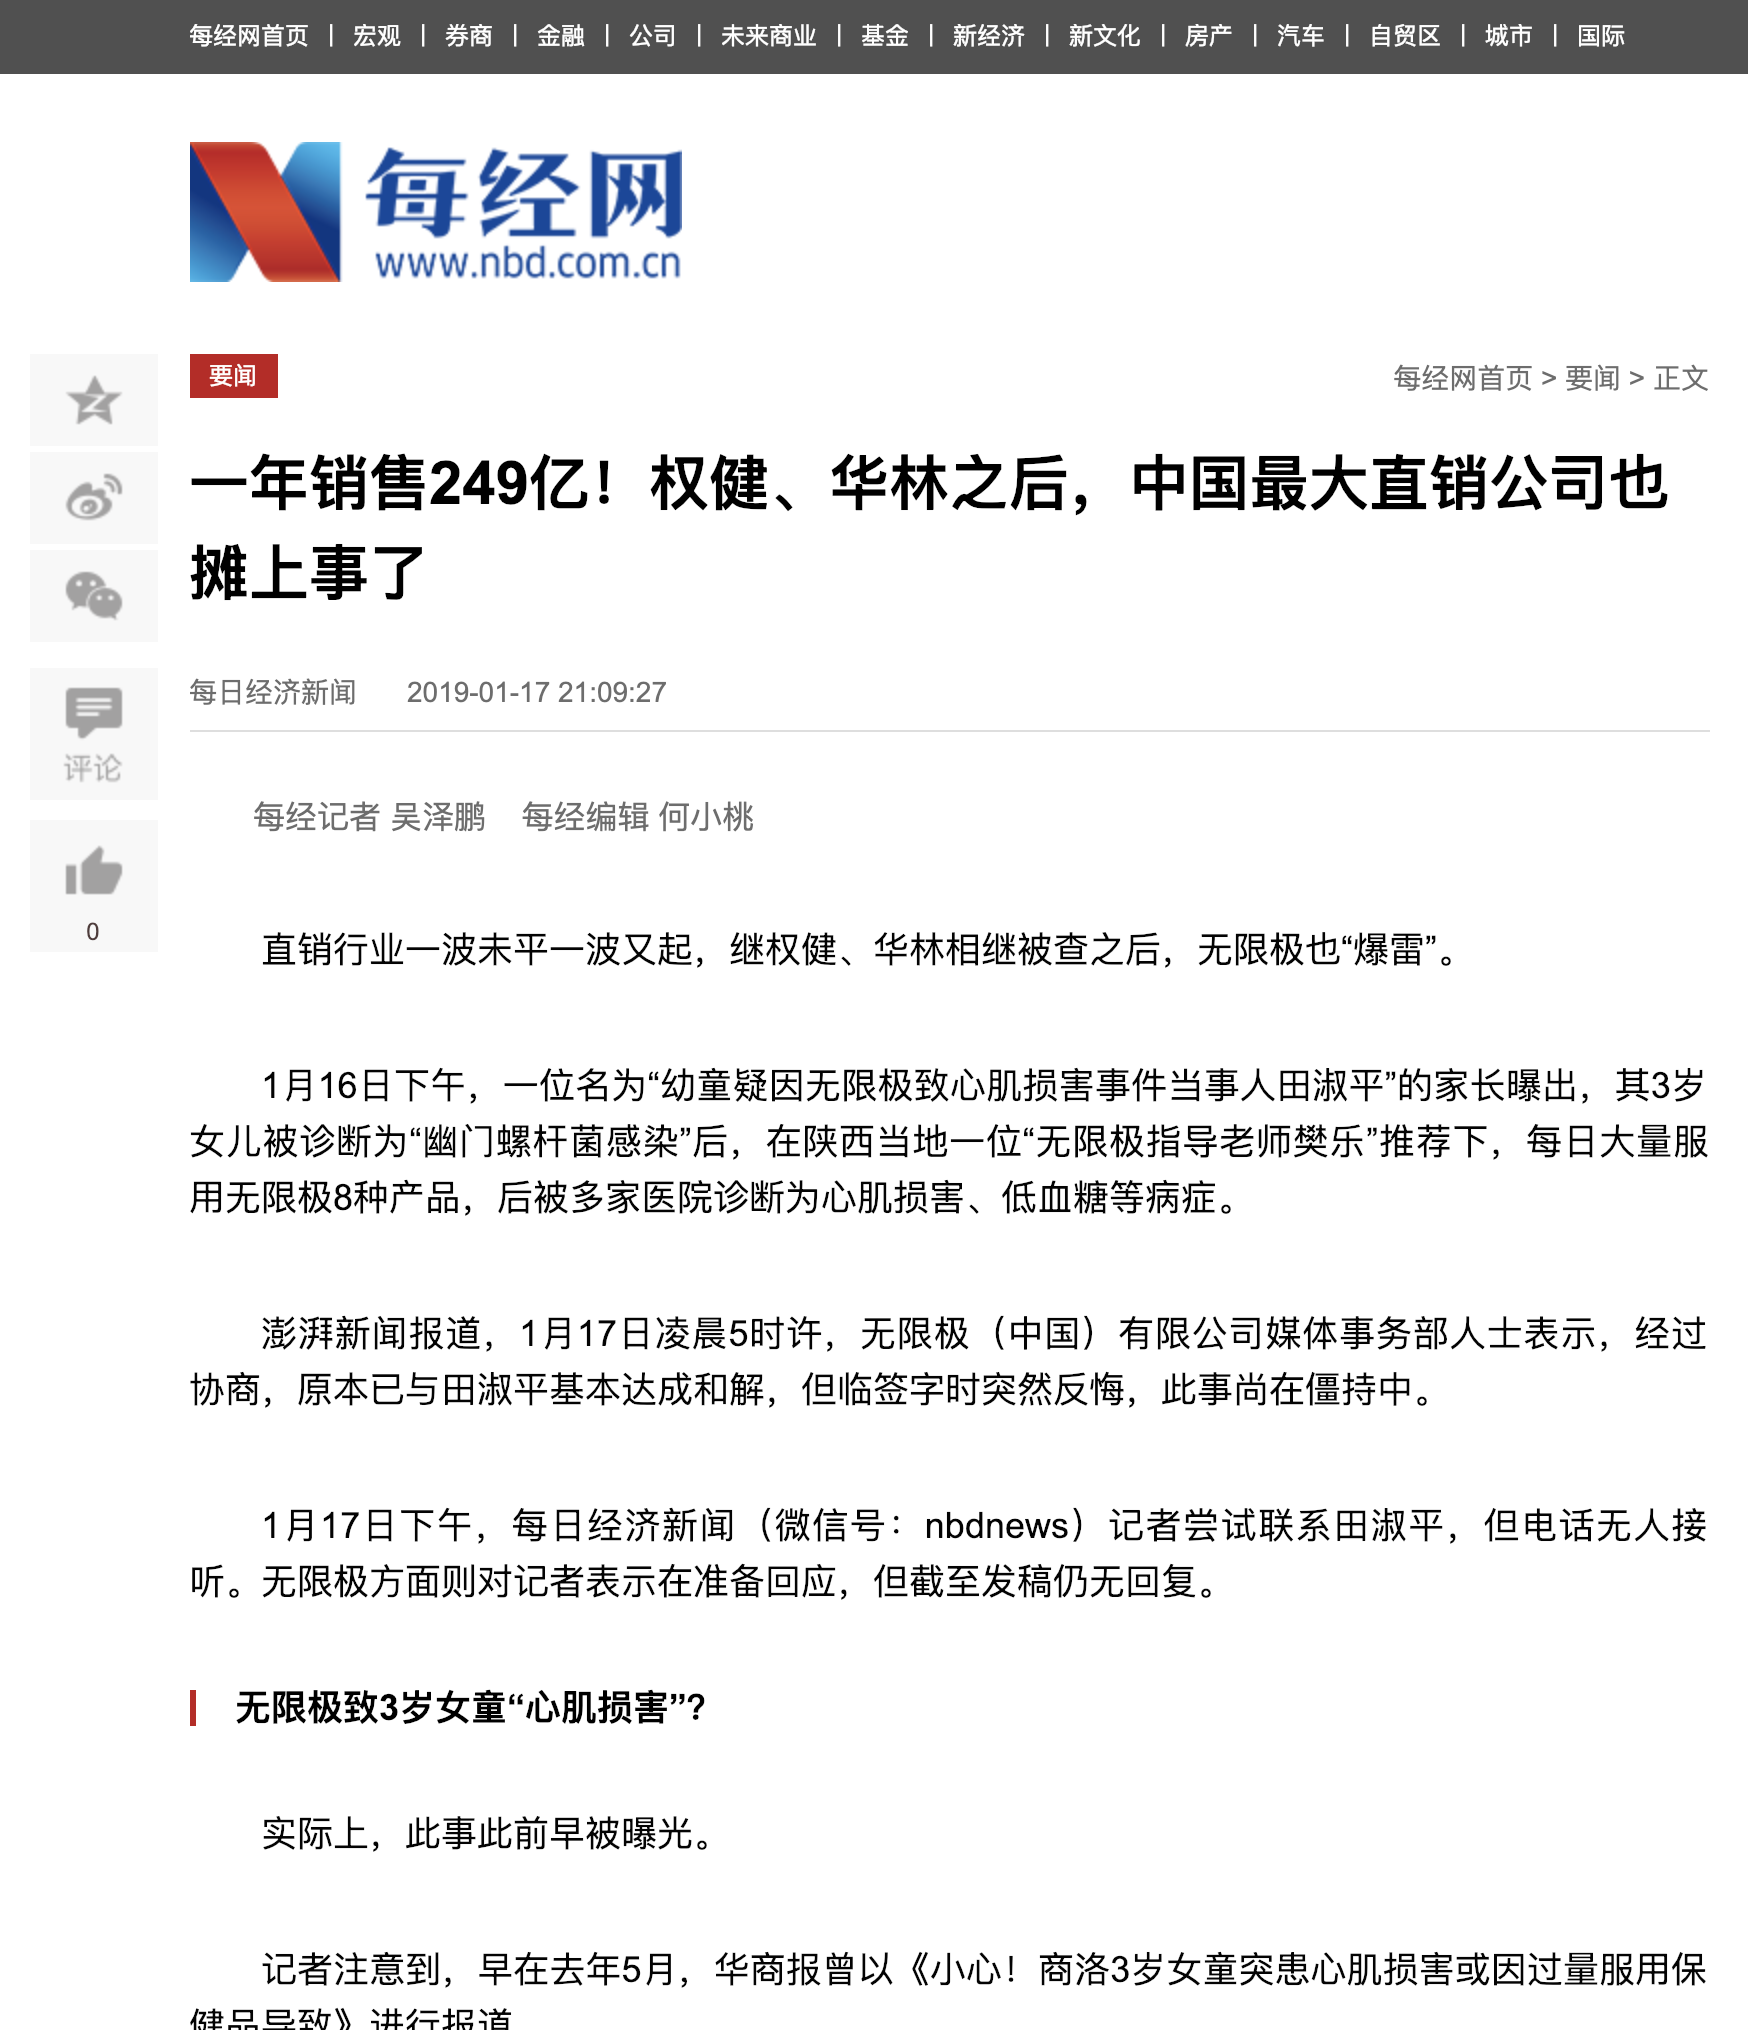 每经网首页 | 宏观 | 券商 | 金融 | 公司 | 未来商业 | 基金 | 新经济 | 新文化 | 房产 | 汽车 | 自贸区 | 城市 | 国际
每经网
www.nbd.com.cn
要闻
每经网首页 > 要闻 > 正文
一年销售249亿！权健、华林之后，中国最大直销公司也
摊上事了
每日经济新闻 2019-01-17 21:09:27
评论
0
每经记者 吴泽鹏 每经编辑 何小桃
直销行业一波未平一波又起，继权健、华林相继被查之后，无限极也“爆雷”。
1月16日下午，一位名为“幼童疑因无限极致心肌损害事件当事人田淑平”的家长曝出，其3岁
女儿被诊断为“幽门螺杆菌感染”后，在陕西当地一位“无限极指导老师樊乐”推荐下，每日大量服
用无限极8种产品，后被多家医院诊断为心肌损害、低血糖等病症。
澎湃新闻报道，1月17日凌晨5时许，无限极（中国）有限公司媒体事务部人士表示，经过
协商，原本已与田淑平基本达成和解，但临签字时突然反悔，此事尚在僵持中。
1月17日下午，每日经济新闻（微信号：nbdnews）记者尝试联系田淑平，但电话无人接
听。无限极方面则对记者表示在准备回应，但截至发稿仍无回复。
无限极致3岁女童“心肌损害”?
实际上，此事此前早被曝光。
记者注意到，早在去年5月，华商报曾以《小心！商洛3岁女童突患心肌损害或因过量服用保
健品导致》进行报道